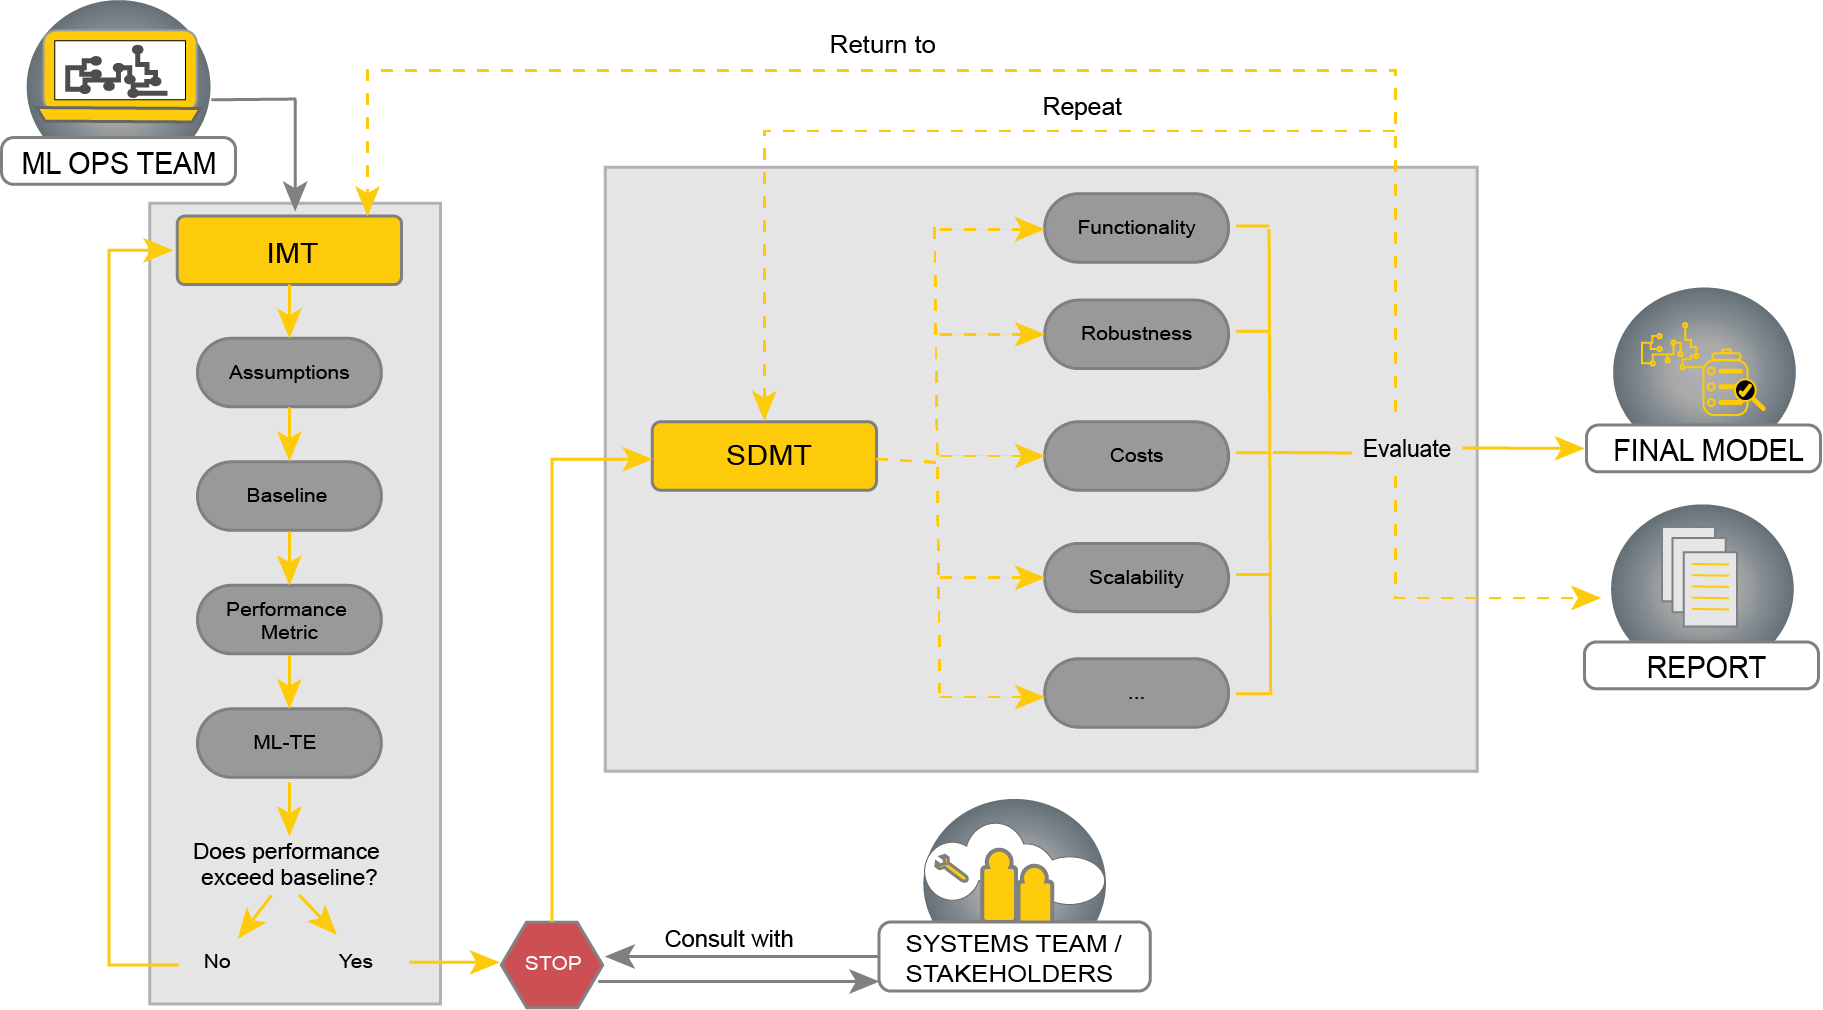 Return to
Repeat
ML OPS TEAM
IMT
Assumptions
Baseline
Performance
Metric
ML-TE
Does performance
exceed baseline?
No
Yes
STOP
Consult with
SYSTEMS TEAM /
STAKEHOLDERS
SDMT
Functionality
Robustness
Costs
Scalability
...
Evaluate
FINAL MODEL
REPORT